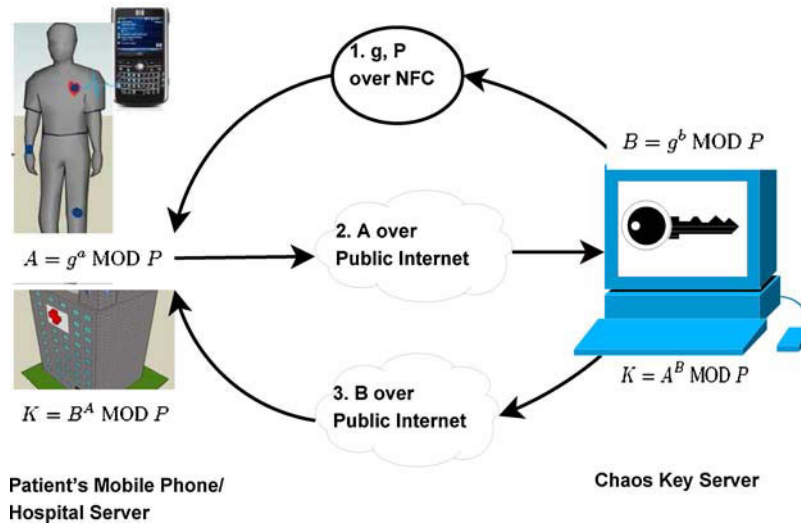 1. g, P
over NFC
B = g^b MOD P
2. A over
Public Internet
A = g^a MOD P
K = A^B MOD P
3. B over
Public Internet
K = B^A MOD P
Patient's Mobile Phone/
Hospital Server
Chaos Key Server